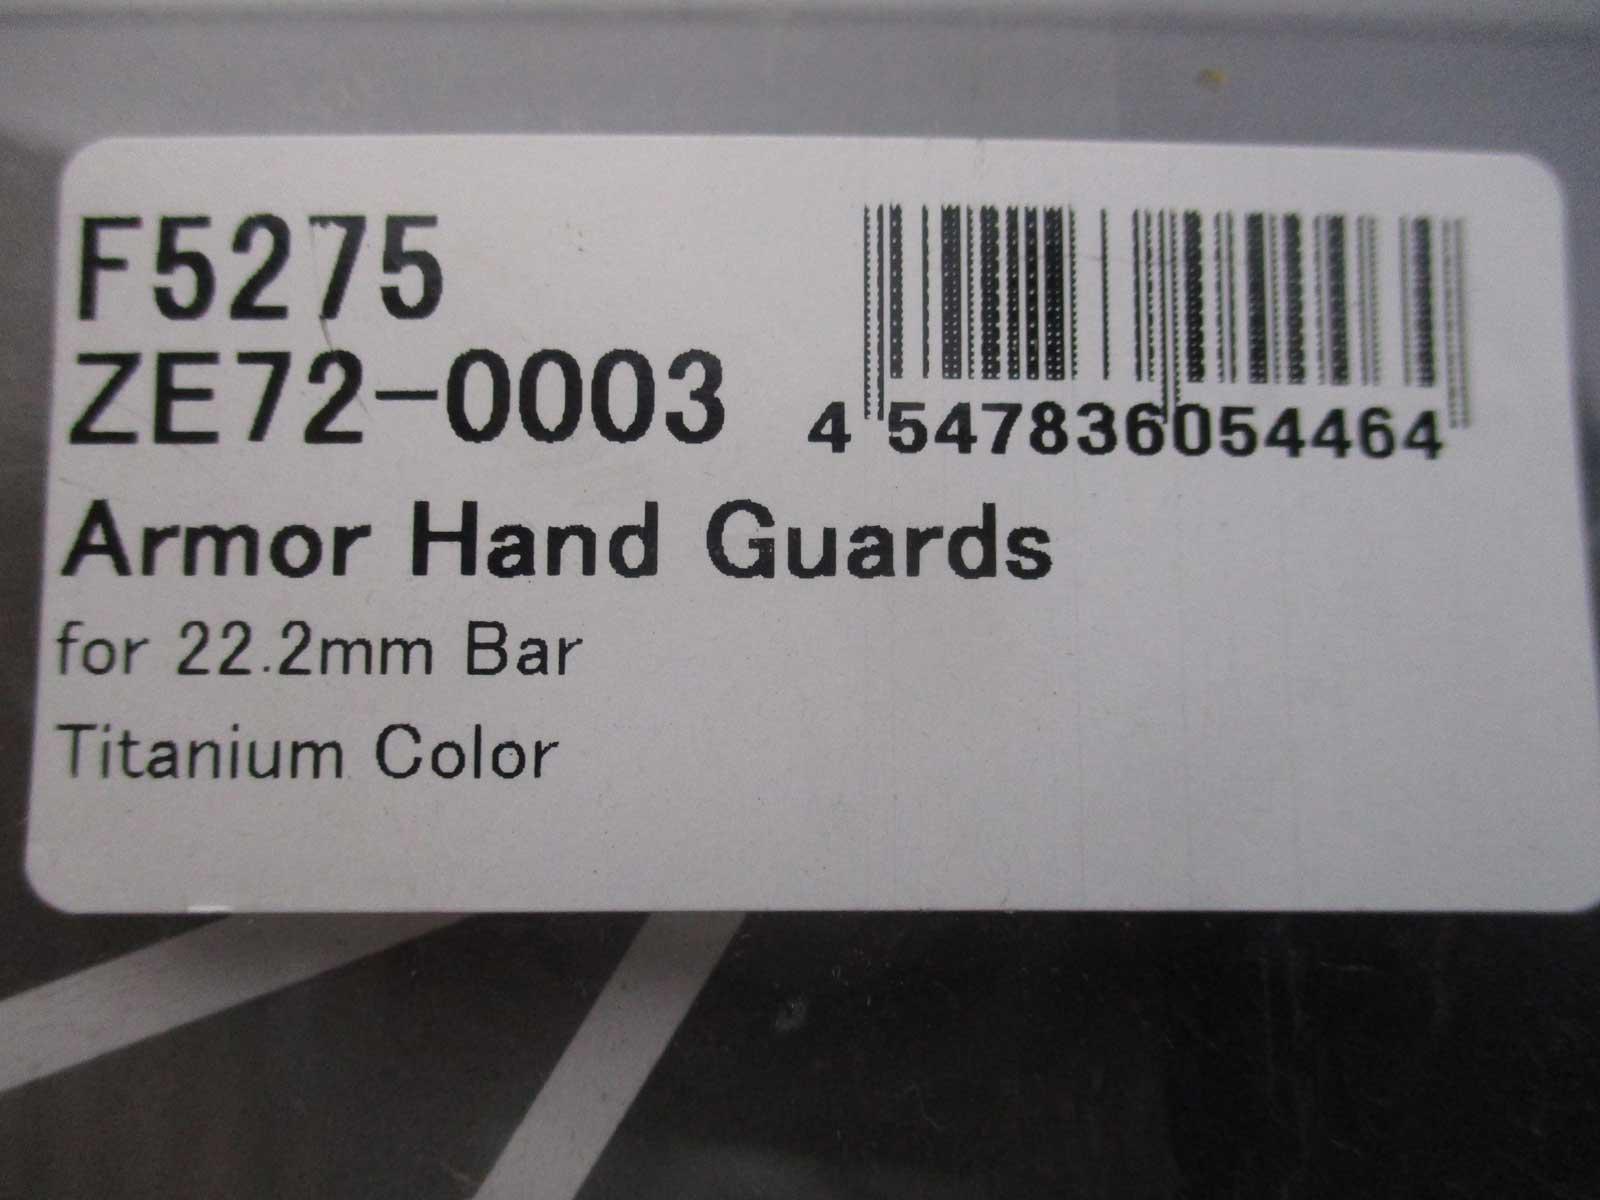 F5275
ZE72-0003
4 547836 054464
Armor Hand Guards
for 22.2mm Bar
Titanium Color